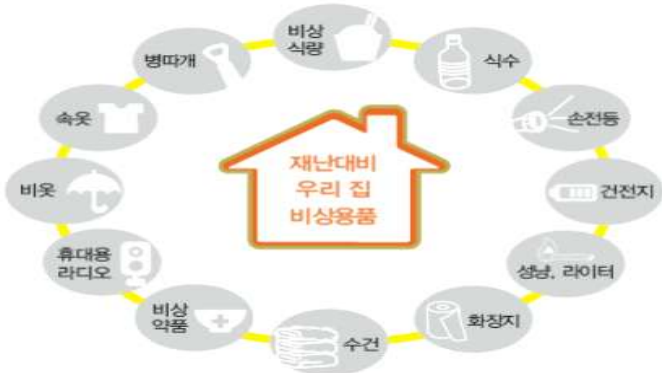 비상
식량
식수
손전등
건전지
성냥, 라이터
화장지
수건
비상
약품
휴대용
라디오
비옷
속옷
병따개
재난대비
우리 집
비상용품